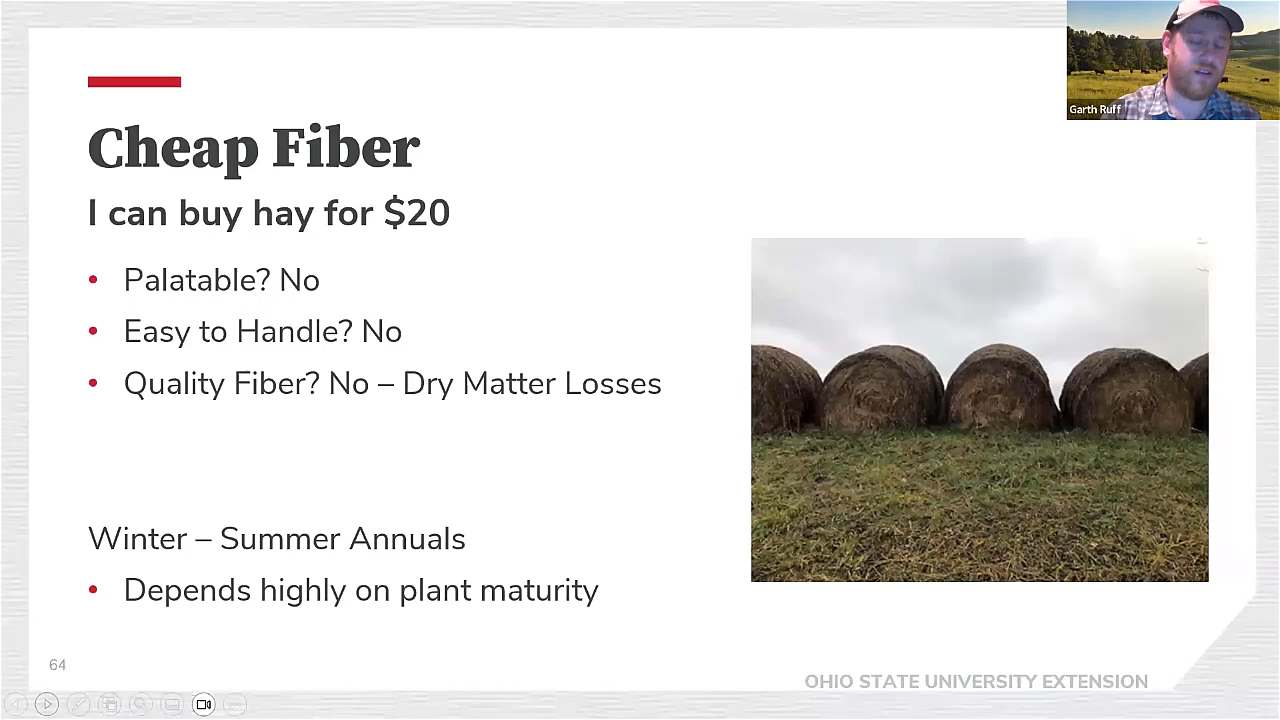 Garth Ruff
Cheap Fiber
I can buy hay for $20
• Palatable? No
• Easy to Handle? No
• Quality Fiber? No – Dry Matter Losses
Winter – Summer Annuals
• Depends highly on plant maturity
64
OHIO STATE UNIVERSITY EXTENSION